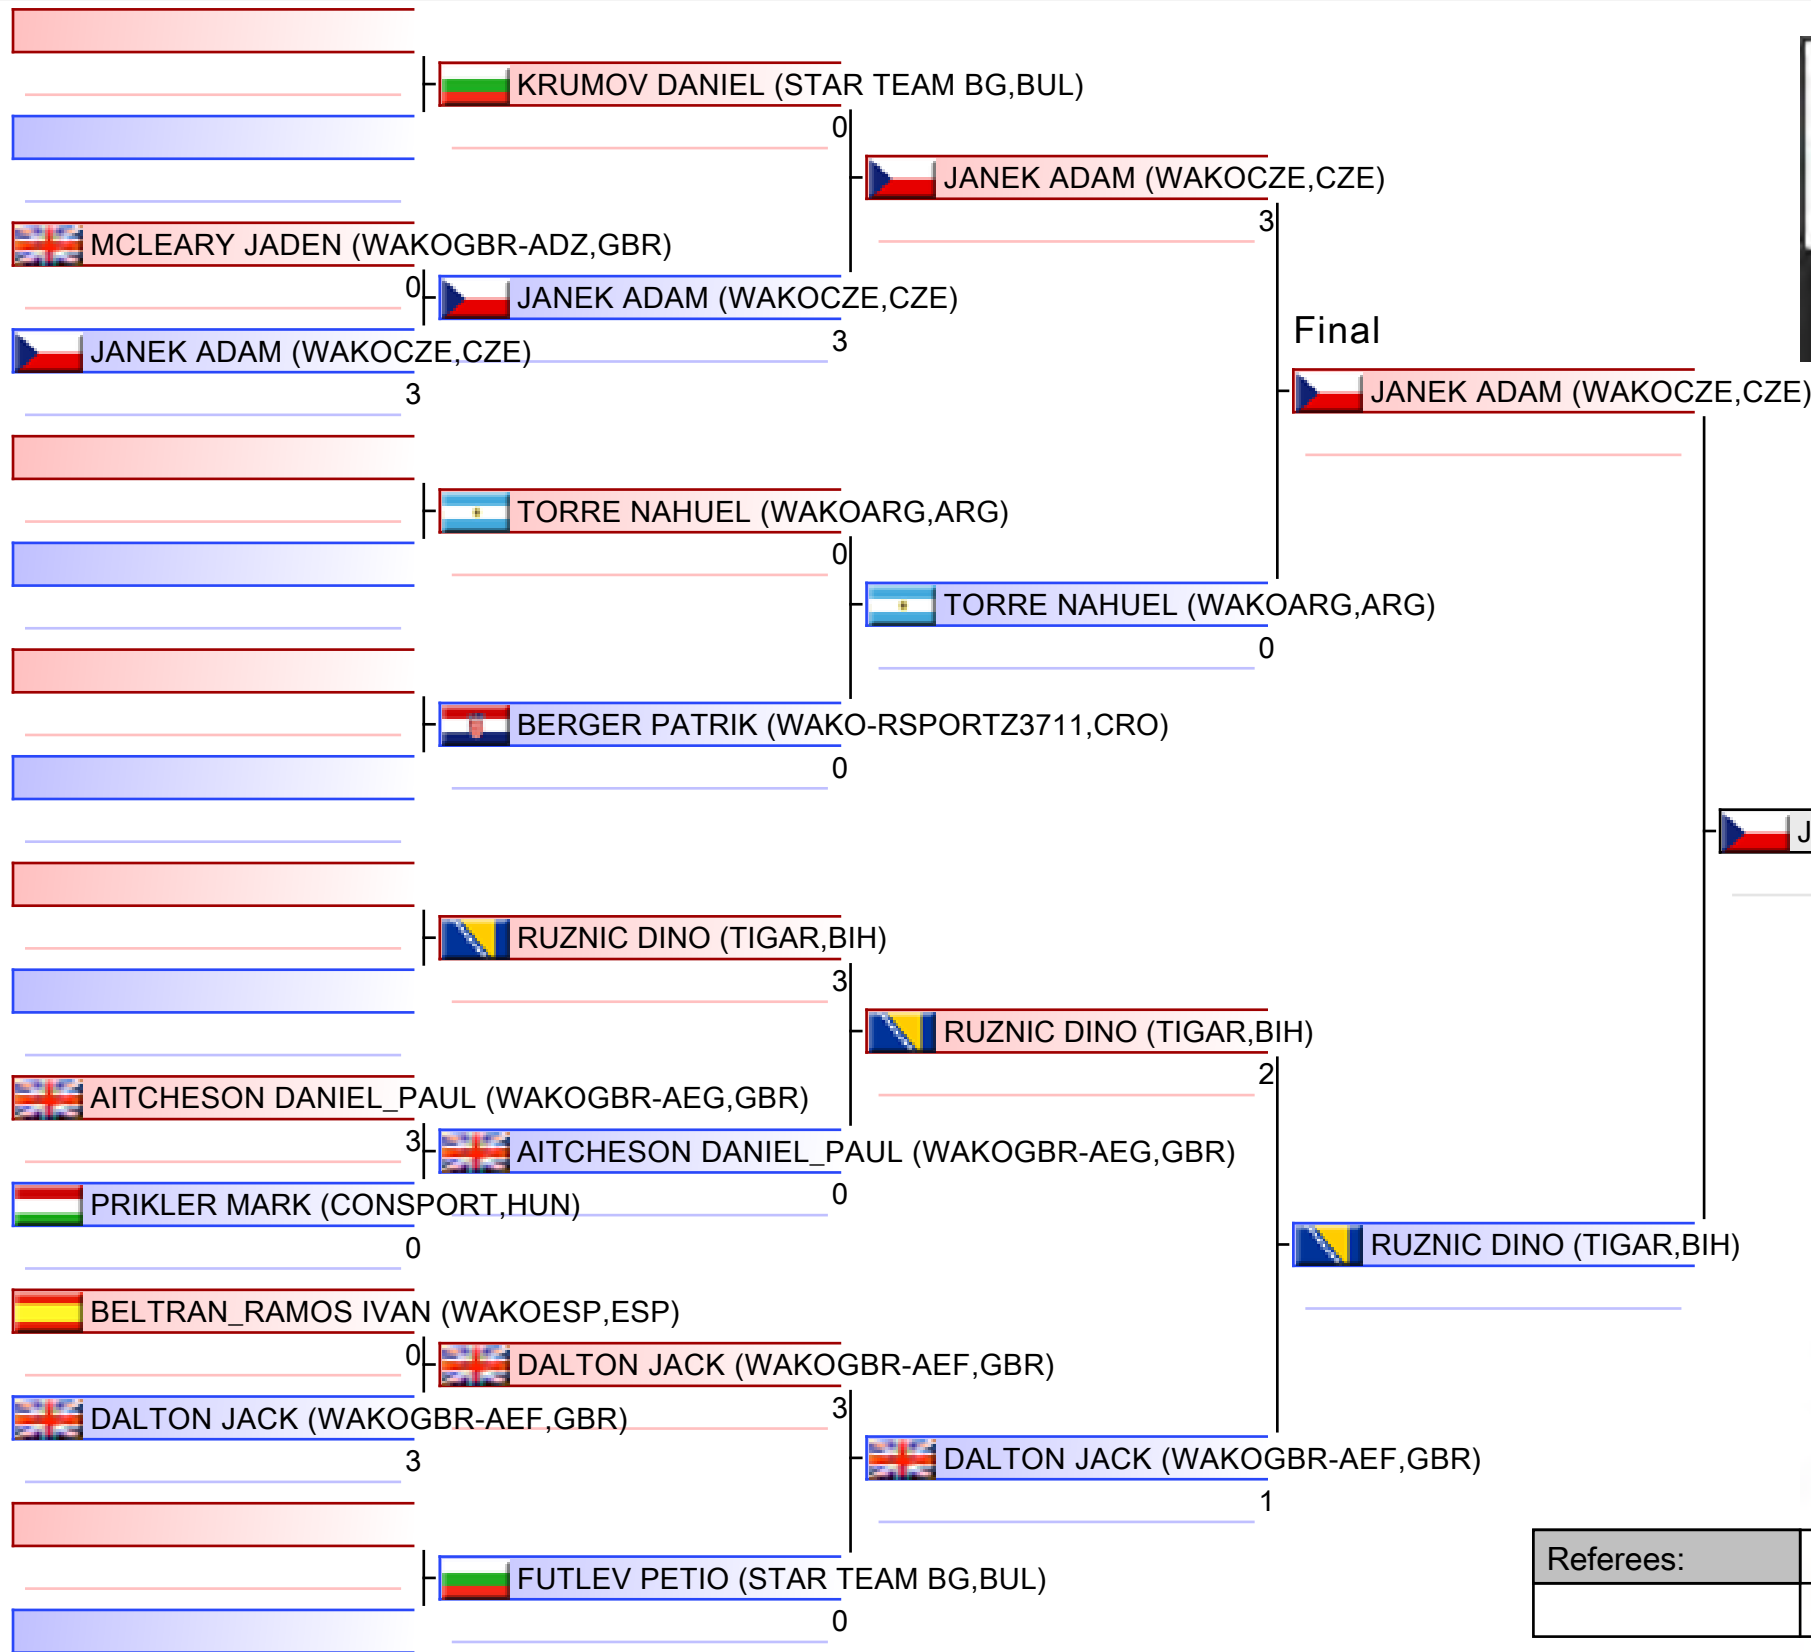 KRUMOV DANIEL (STAR TEAM BG,BUL)
0
JANEK ADAM (WAKOCZE,CZE)
3
MCLEARY JADEN (WAKOGBR-ADZ,GBR)
0
JANEK ADAM (WAKOCZE,CZE)
3
JANEK ADAM (WAKOCZE,CZE)
3
Final
JANEK ADAM (WAKOCZE,CZE)
TORRE NAHUEL (WAKOARG,ARG)
0
TORRE NAHUEL (WAKOARG,ARG)
0
BERGER PATRIK (WAKO-RSPORTZ3711,CRO)
0
RUZNIC DINO (TIGAR,BIH)
3
RUZNIC DINO (TIGAR,BIH)
2
AITCHESON DANIEL_PAUL (WAKOGBR-AEG,GBR)
3
AITCHESON DANIEL_PAUL (WAKOGBR-AEG,GBR)
0
PRIKLER MARK (CONSPORT,HUN)
0
RUZNIC DINO (TIGAR,BIH)
BELTRAN_RAMOS IVAN (WAKOESP,ESP)
0
DALTON JACK (WAKOGBR-AEF,GBR)
3
DALTON JACK (WAKOGBR-AEF,GBR)
3
DALTON JACK (WAKOGBR-AEF,GBR)
1
FUTLEV PETIO (STAR TEAM BG,BUL)
0
Referees: